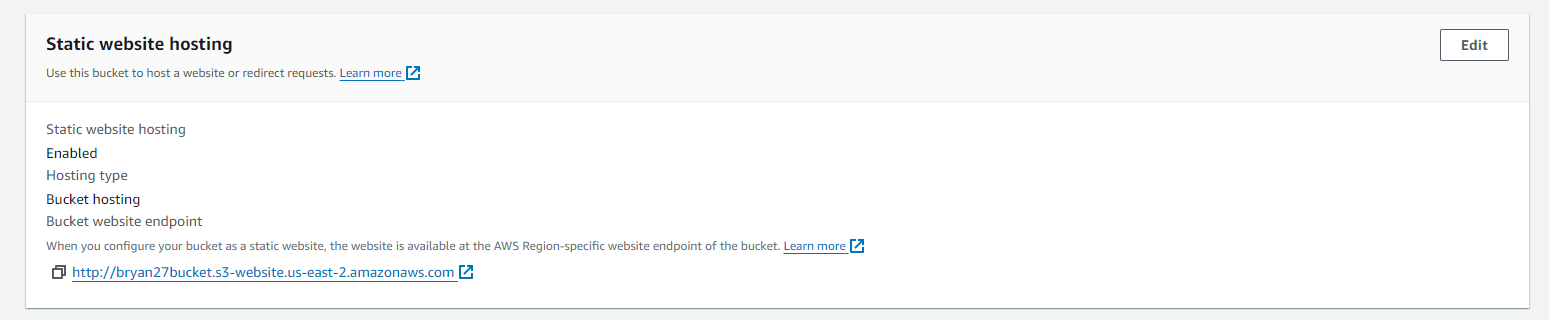 Static website hosting
Edit
Use this bucket to host a website or redirect requests. Learn more
Static website hosting
Enabled
Hosting type
Bucket hosting
Bucket website endpoint
When you configure your bucket as a static website, the website is available at the AWS Region-specific website endpoint of the bucket. Learn more
http://bryan27bucket.s3-website.us-east-2.amazonaws.com